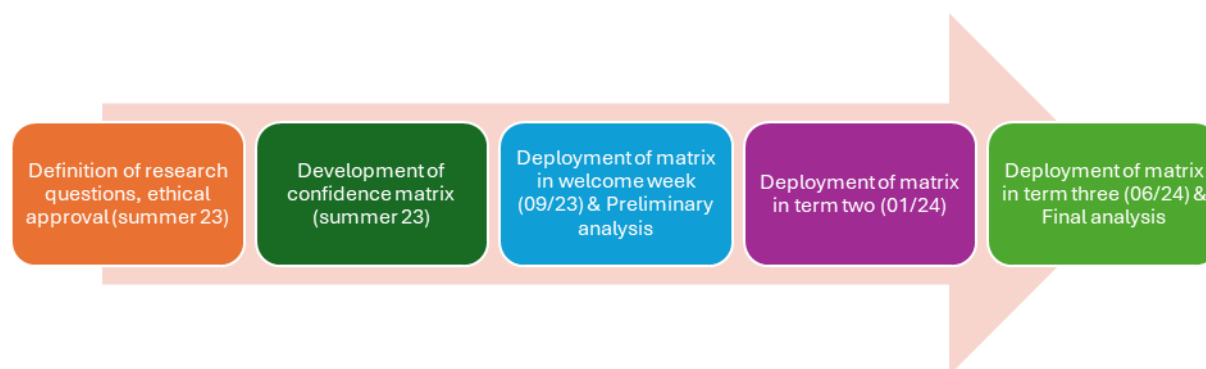 Definition of research
questions, ethical
approval (summer 23)
Development of
confidence matrix
(summer 23)
Deployment of matrix
in welcome week
(09/23) & Preliminary
analysis
Deployment of matrix
in term two (01/24)
Deployment of matrix
in term three (06/24) &
Final analysis